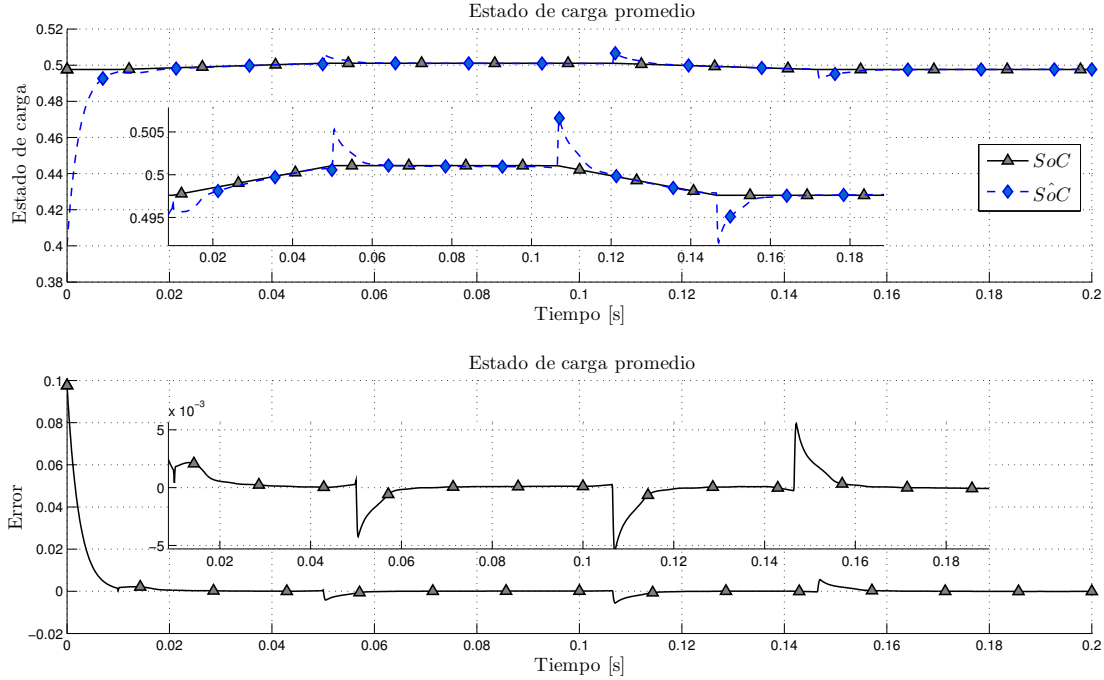 Estado de carga promedio
0.52
0.5
0.48
0.46
0.44
0.42
0.4
0.38
Estado de carga
0.505
0.5
0.495
0.02 0.04 0.06 0.08 0.1 0.12 0.14 0.16 0.18
SoC
SôC
0 0.02 0.04 0.06 0.08 0.1 0.12 0.14 0.16 0.18 0.2
Tiempo [s]
Estado de carga promedio
0.1
0.08
0.06
0.04
0.02
0
−0.02
Error
x 10⁻³
5
0
−5
0.02 0.04 0.06 0.08 0.1 0.12 0.14 0.16 0.18
0 0.02 0.04 0.06 0.08 0.1 0.12 0.14 0.16 0.18 0.2
Tiempo [s]